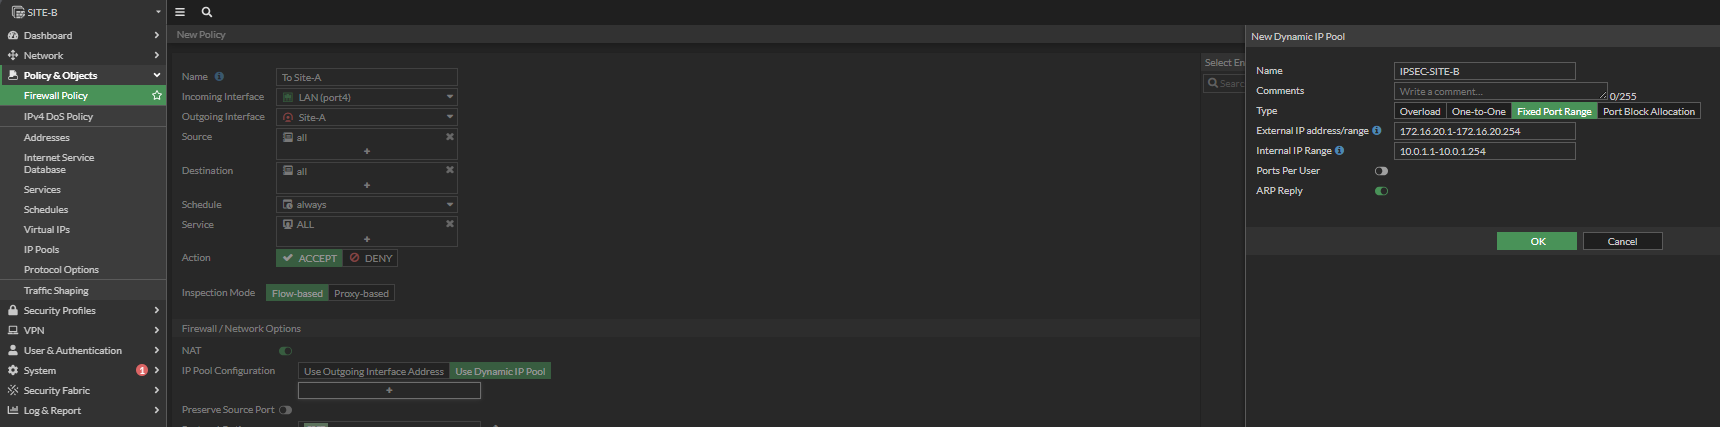 SITE-B
Dashboard
Network
Policy & Objects
Firewall Policy
IPv4 DoS Policy
Addresses
Internet Service
Database
Services
Schedules
Virtual IPs
IP Pools
Protocol Options
Traffic Shaping
Security Profiles
VPN
User & Authentication
System 1
Security Fabric
Log & Report
New Policy
Name To Site-A
Incoming Interface LAN (port4)
Outgoing Interface Site-A
Source all
+
Destination all
+
Schedule always
Service ALL
+
Action ACCEPT DENY
Inspection Mode Flow-based Proxy-based
Firewall / Network Options
NAT
IP Pool Configuration Use Outgoing Interface Address Use Dynamic IP Pool
+
Preserve Source Port
Select En
Searc
New Dynamic IP Pool
Name IPSEC-SITE-B
Comments Write a comment... 0/255
Type Overload One-to-One Fixed Port Range Port Block Allocation
External IP address/range 172.16.20.1-172.16.20.254
Internal IP Range 10.0.1.1-10.0.1.254
Ports Per User
ARP Reply
OK Cancel